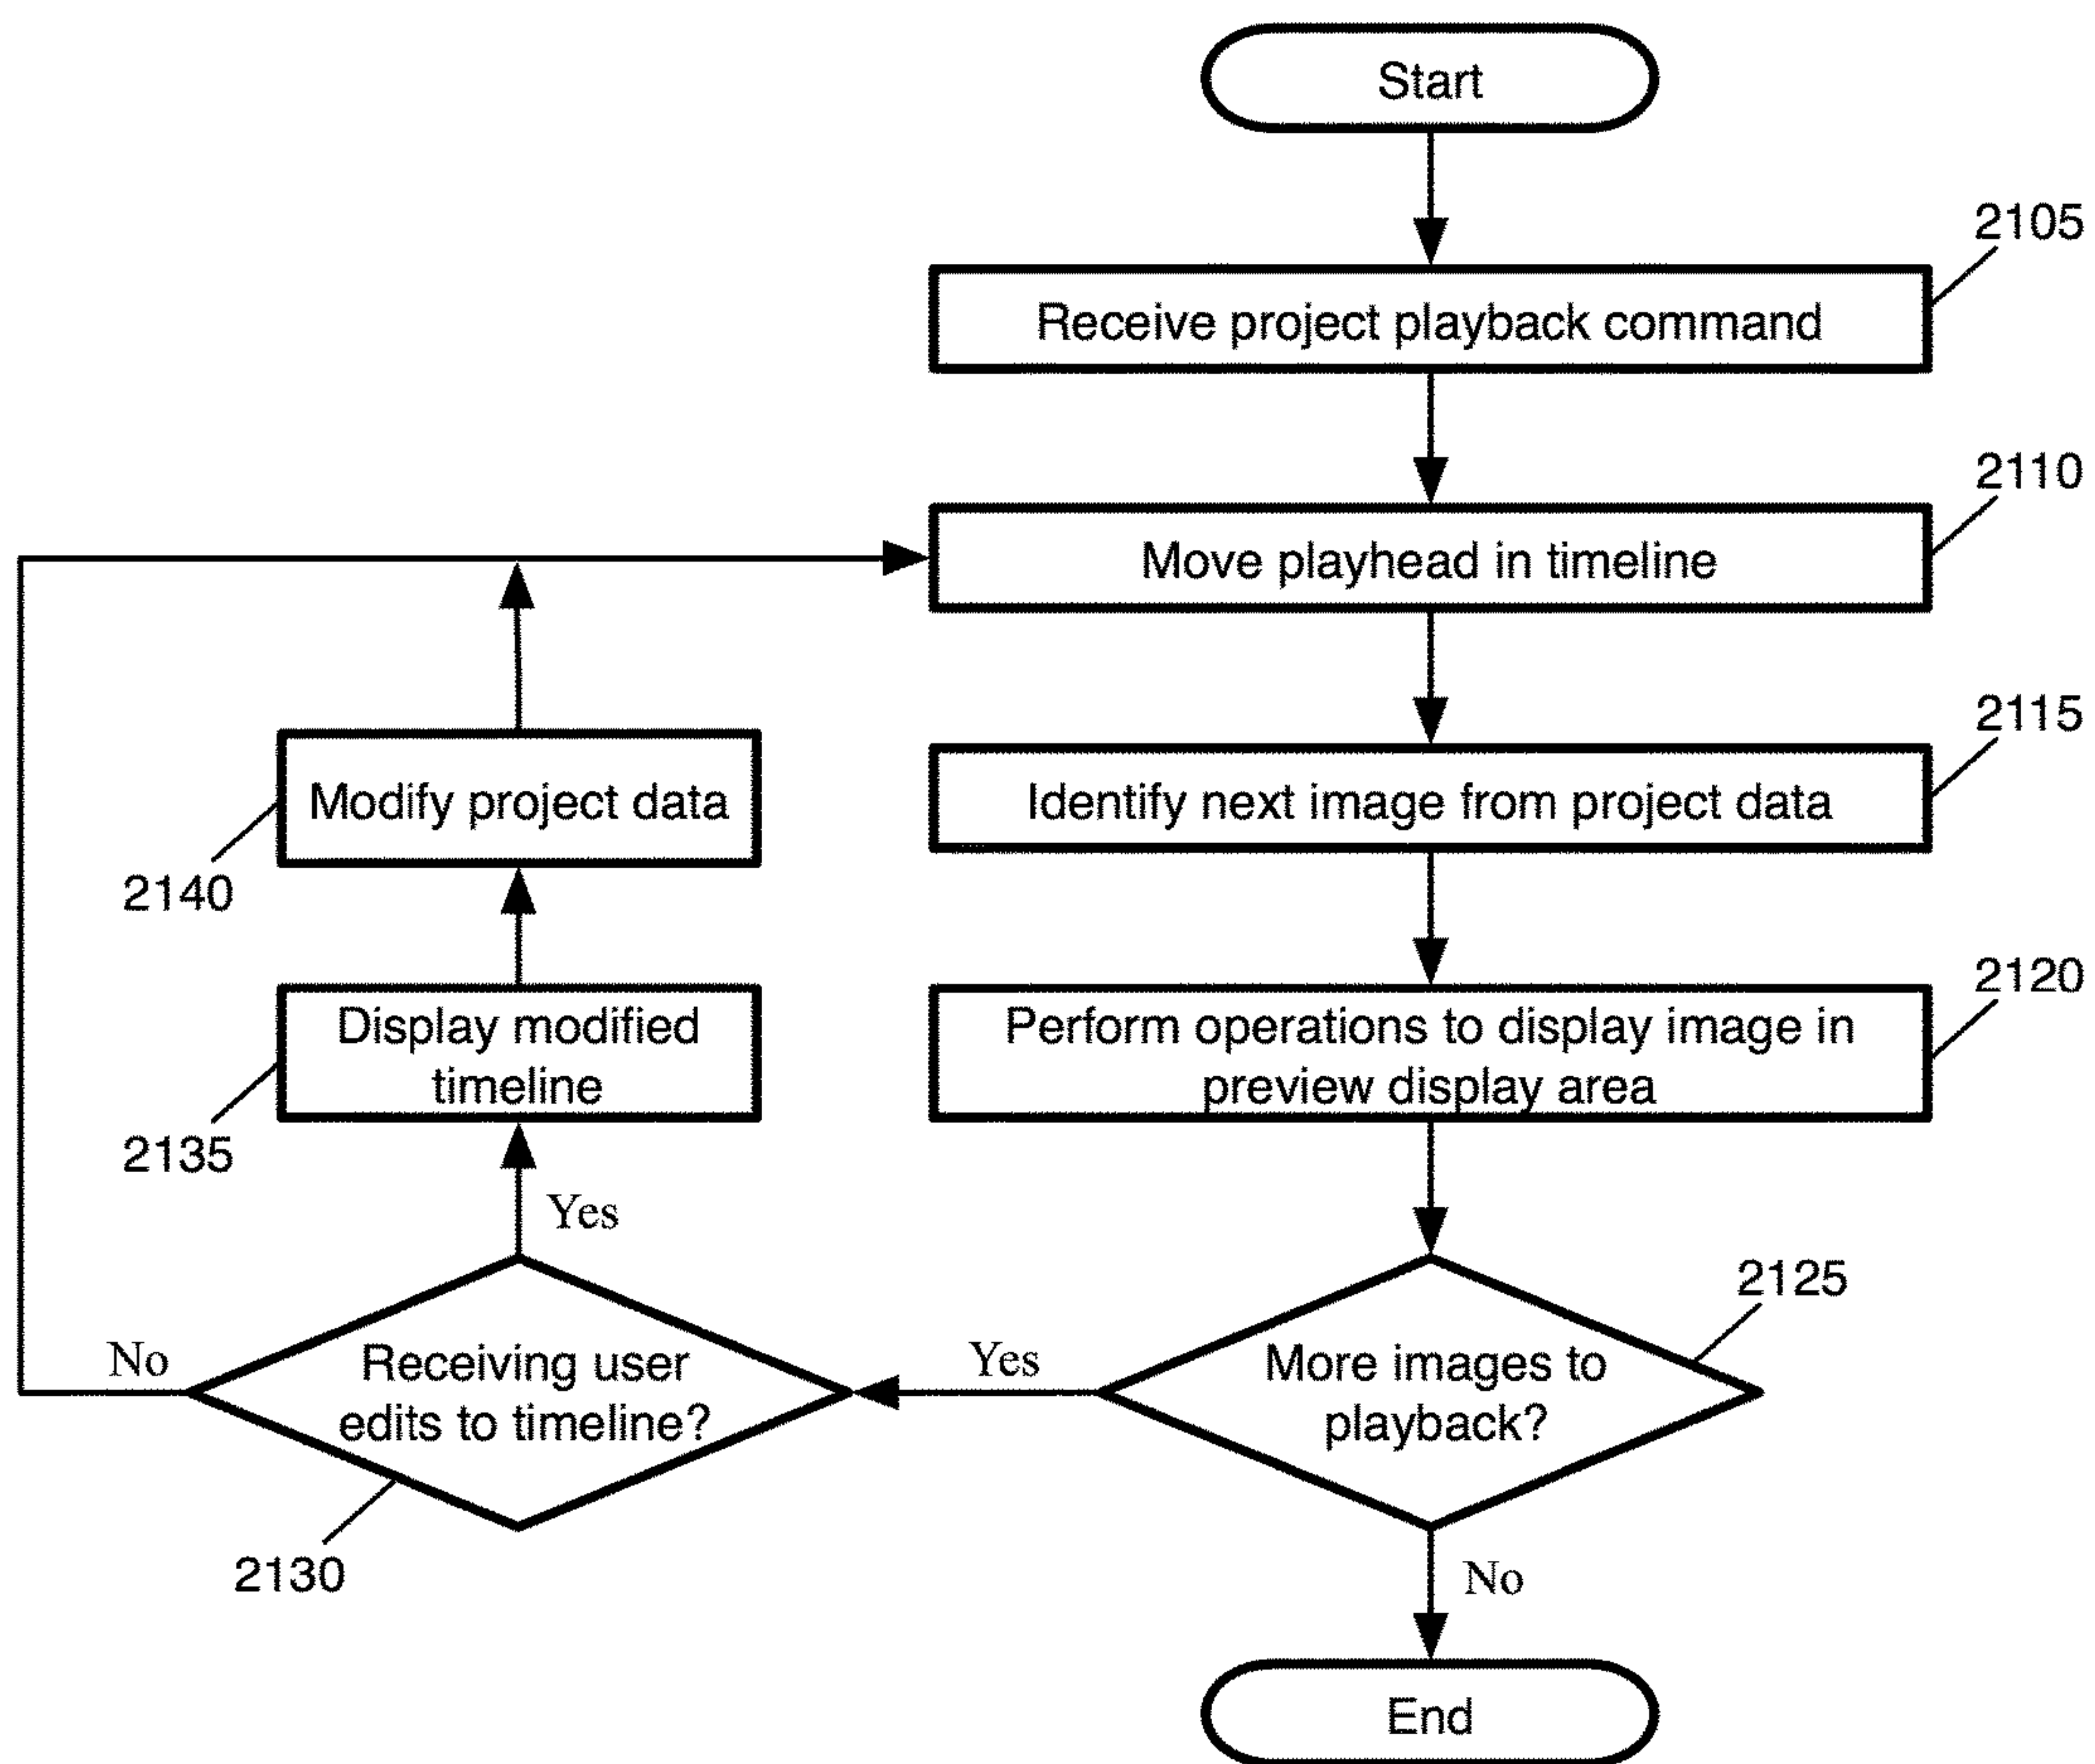 Start
2105
Receive project playback command
2110
Move playhead in timeline
2115
Identify next image from project data
Modify project data
2140
2120
Perform operations to display image in
preview display area
Display modified
timeline
2135
Yes
2125
More images to
playback?
Yes
Receiving user
edits to timeline?
No
2130
No
End